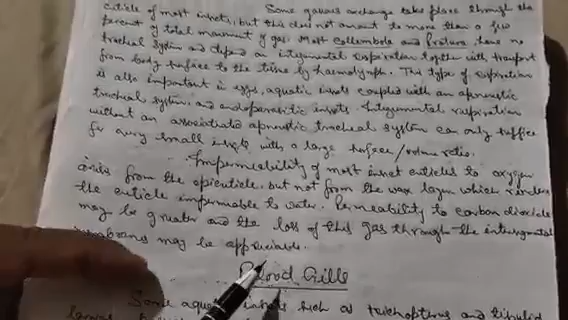 Some gaseous exchange take place through the
cuticle of most insects, but this does not amount to more than a few
percent of total movement of gas. Most collembola and Protura have no
tracheal system and depend on integumental respiration together with transport
from body surface to the tissue by haemolymph. This type of respiration
is also important in eggs, aquatic insects coupled with an apneustic
tracheal system, and endoparasitic insects. Integumental respiration
without an associated apneustic tracheal system can only suffice
for very small insects with a large surface/volume ratio.
Impermeability of most insect cuticles to oxygen
arises from the epicuticle, but not from the wax layer which renders
the cuticle impermeable to water. Permeability to carbon dioxide
may be greater and the loss of this gas through the intersegmental
membranes may be appreciable.
Blood Gills
Some aquatic insects such as trichoptera and tipulid